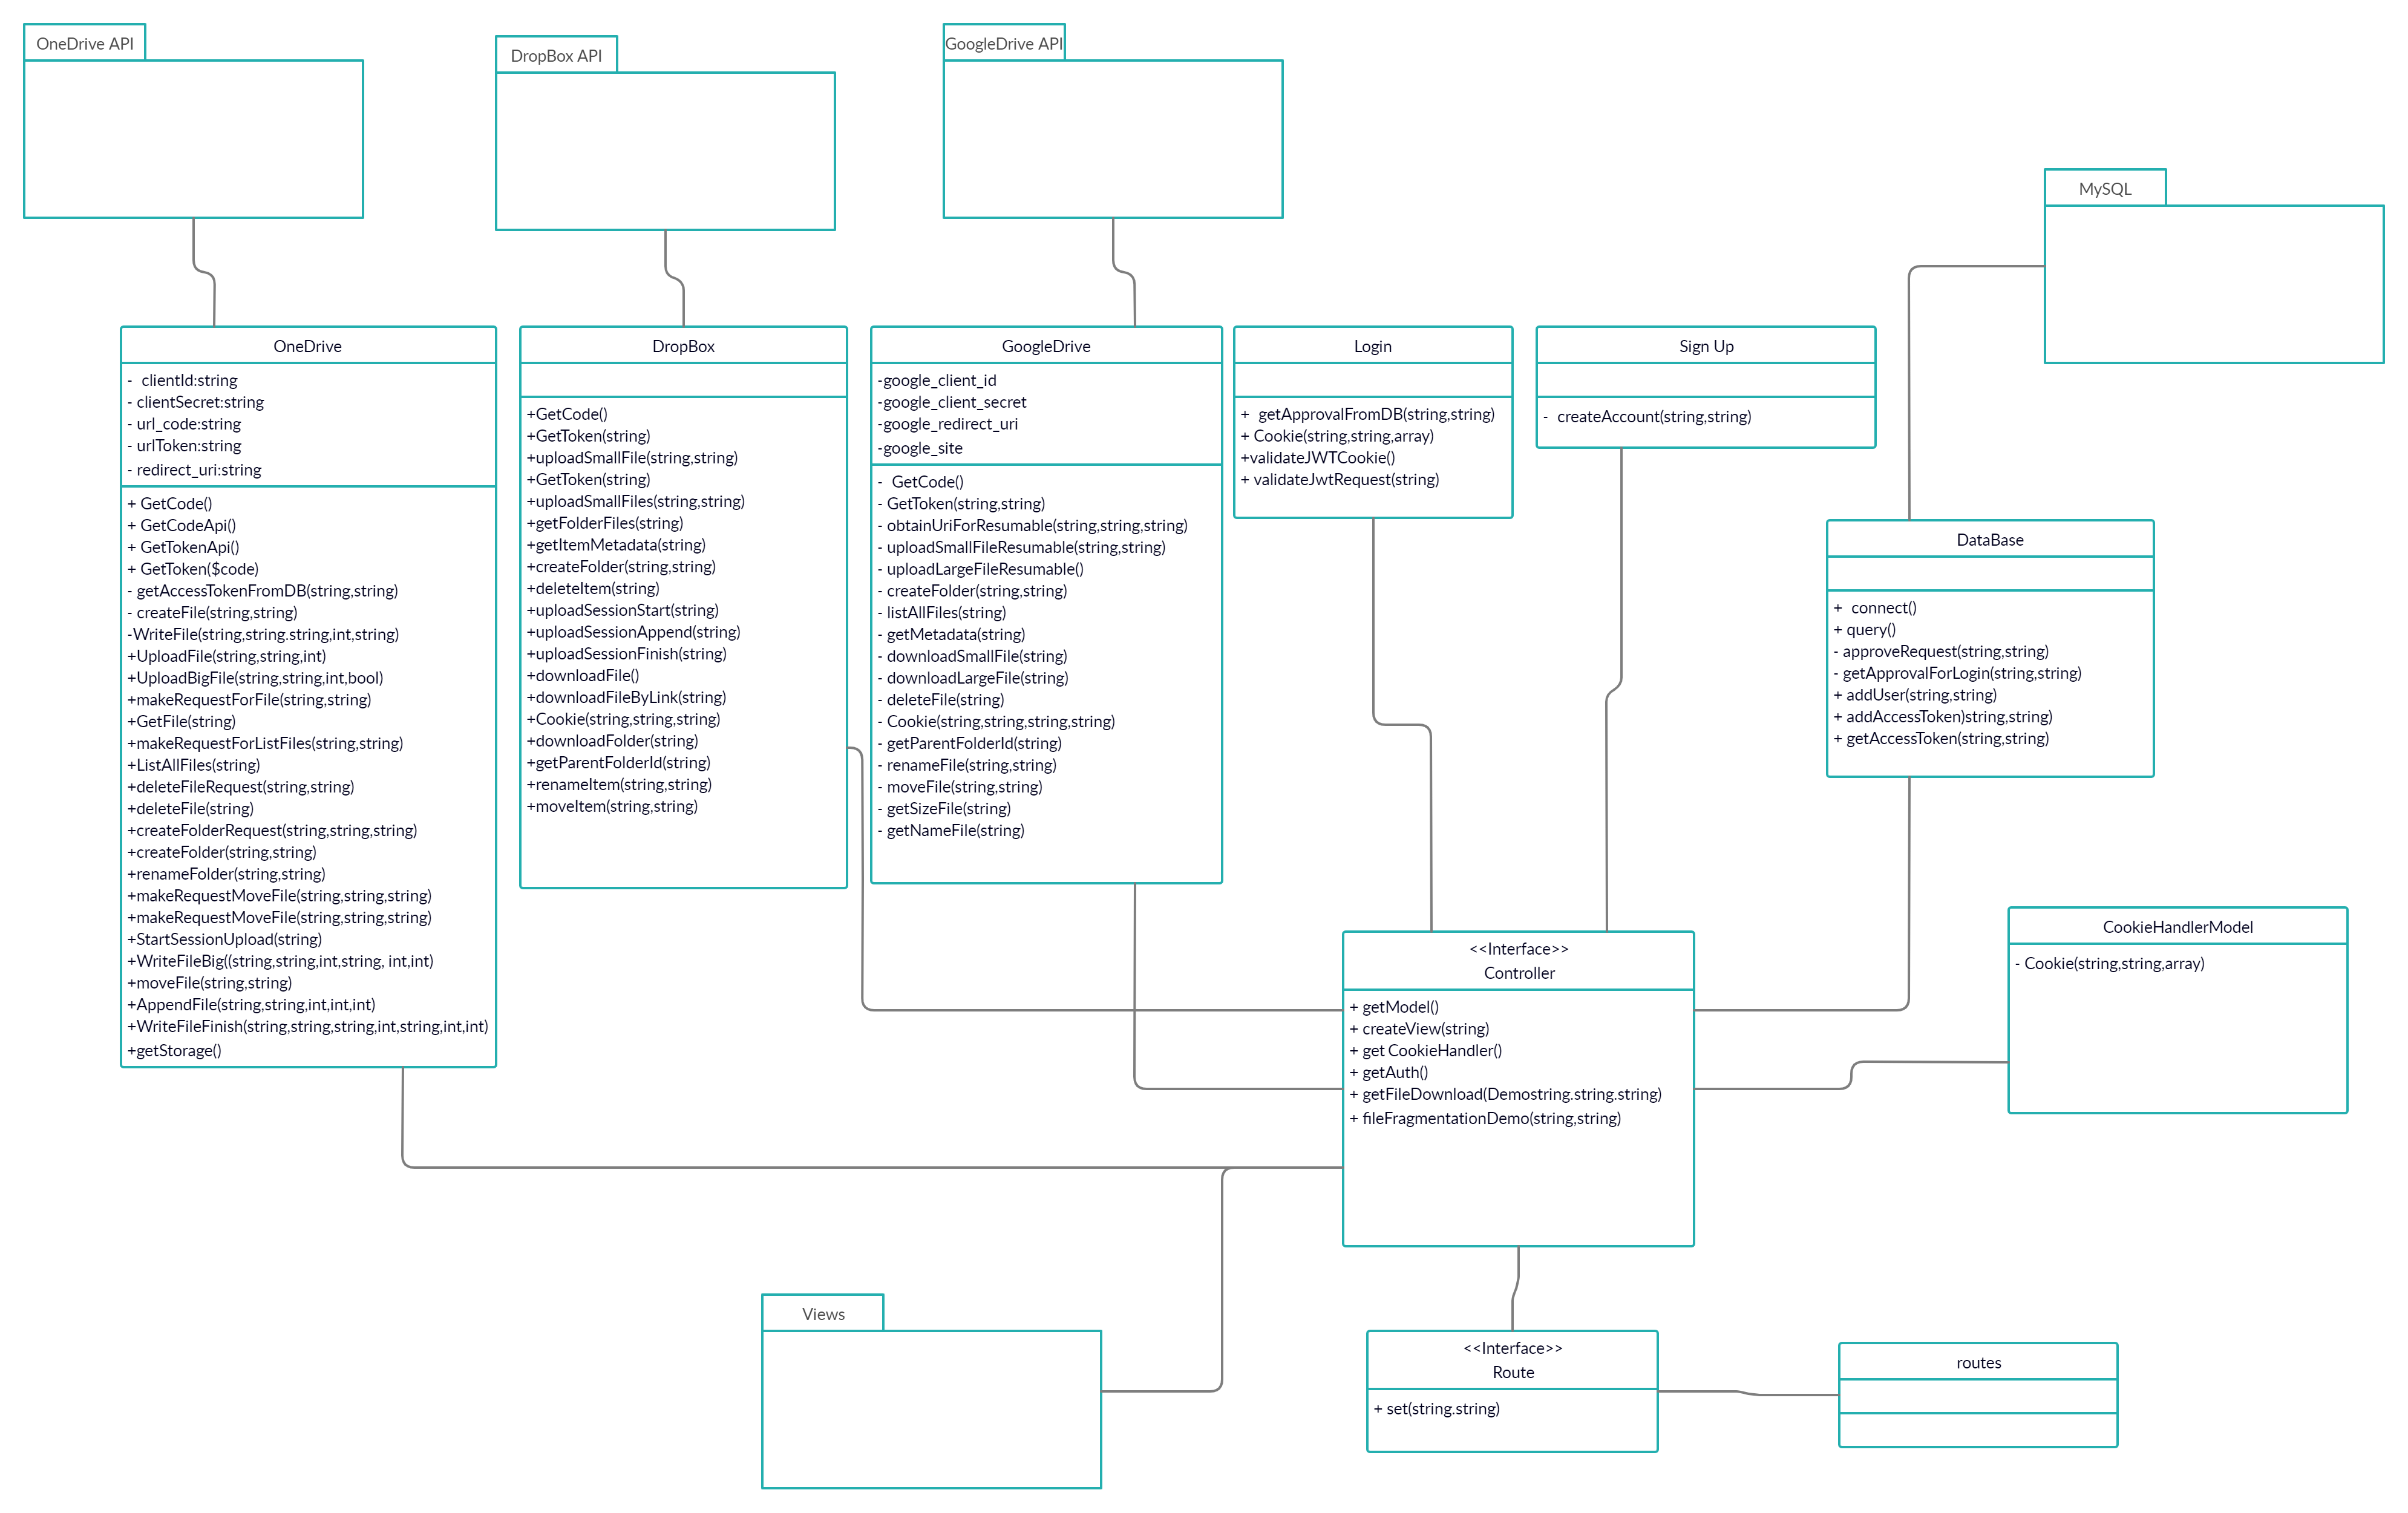 OneDrive API
DropBox API
GoogleDrive API
MySQL
OneDrive
-  clientId:string
- clientSecret:string
- url_code:string
- urlToken:string
- redirect_uri:string
+ GetCode()
+ GetCodeApi()
+ GetTokenApi()
+ GetToken($code)
- getAccessTokenFromDB(string,string)
- createFile(string,string)
-WriteFile(string,string.string,int,string)
+UploadFile(string,string,int)
+UploadBigFile(string,string,int,bool)
+makeRequestForFile(string,string)
+GetFile(string)
+makeRequestForListFiles(string,string)
+ListAllFiles(string)
+deleteFileRequest(string,string)
+deleteFile(string)
+createFolderRequest(string,string,string)
+createFolder(string,string)
+renameFolder(string,string)
+makeRequestMoveFile(string,string,string)
+makeRequestMoveFile(string,string,string)
+StartSessionUpload(string)
+WriteFileBig((string,string,int,string, int,int)
+moveFile(string,string)
+AppendFile(string,string,int,int,int)
+WriteFileFinish(string,string,string,int,string,int,int)
+getStorage()
DropBox
+GetCode()
+GetToken(string)
+uploadSmallFile(string,string)
+GetToken(string)
+uploadSmallFiles(string,string)
+getFolderFiles(string)
+getItemMetadata(string)
+createFolder(string,string)
+deleteItem(string)
+uploadSessionStart(string)
+uploadSessionAppend(string)
+uploadSessionFinish(string)
+downloadFile()
+downloadFileByLink(string)
+Cookie(string,string,string)
+downloadFolder(string)
+getParentFolderId(string)
+renameItem(string,string)
+moveItem(string,string)
GoogleDrive
-google_client_id
-google_client_secret
-google_redirect_uri
-google_site
-  GetCode()
- GetToken(string,string)
- obtainUriForResumable(string,string,string)
- uploadSmallFileResumable(string,string)
- uploadLargeFileResumable()
- createFolder(string,string)
- listAllFiles(string)
- getMetadata(string)
- downloadSmallFile(string)
- downloadLargeFile(string)
- deleteFile(string)
- Cookie(string,string,string,string)
- getParentFolderId(string)
- renameFile(string,string)
- moveFile(string,string)
- getSizeFile(string)
- getNameFile(string)
Login
+  getApprovalFromDB(string,string)
+ Cookie(string,string,array)
+validateJWTCookie()
+ validateJwtRequest(string)
Sign Up
-  createAccount(string,string)
DataBase
+  connect()
+ query()
- approveRequest(string,string)
- getApprovalForLogin(string,string)
+ addUser(string,string)
+ addAccessToken)string,string)
+ getAccessToken(string,string)
CookieHandlerModel
- Cookie(string,string,array)
<<Interface>>
Controller
+ getModel()
+ createView(string)
+ get CookieHandler()
+ getAuth()
+ getFileDownload(Demostring.string.string)
+ fileFragmentationDemo(string,string)
Views
<<Interface>>
Route
+ set(string.string)
routes